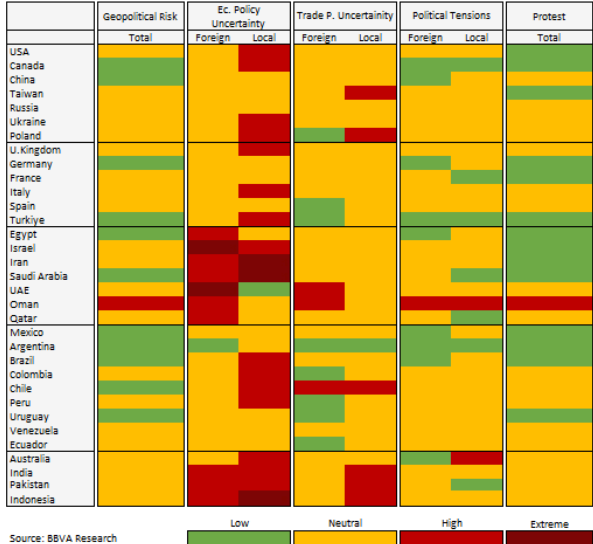 Geopolitical Risk Ec. Policy Uncertainty Trade P. Uncertainity Political Tensions Protest
Total Foreign Local Foreign Local Foreign Local Total
USA
Canada
China
Taiwan
Russia
Ukraine
Poland
U.Kingdom
Germany
France
Italy
Spain
Turkiye
Egypt
Israel
Iran
Saudi Arabia
UAE
Oman
Qatar
Mexico
Argentina
Brazil
Colombia
Chile
Peru
Uruguay
Venezuela
Ecuador
Australia
India
Pakistan
Indonesia
Low Neutral High Extreme
Source: BBVA Research